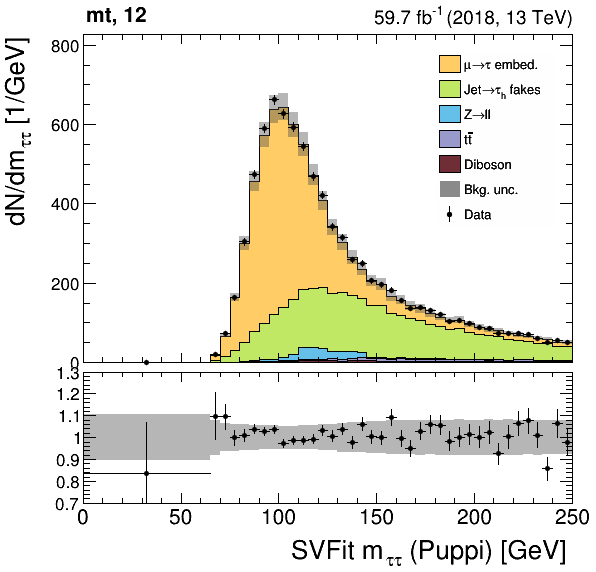 mt, 12
59.7 fb⁻¹ (2018, 13 TeV)
dN/dm_ττ [1/GeV]
800
600
400
200
0
μ→τ embed.
Jet→τ_h fakes
Z→ll
tt̄
Diboson
Bkg. unc.
Data
1.3
1.2
1.1
1
0.9
0.8
0.7
0 50 100 150 200 250
SVFit m_ττ (Puppi) [GeV]